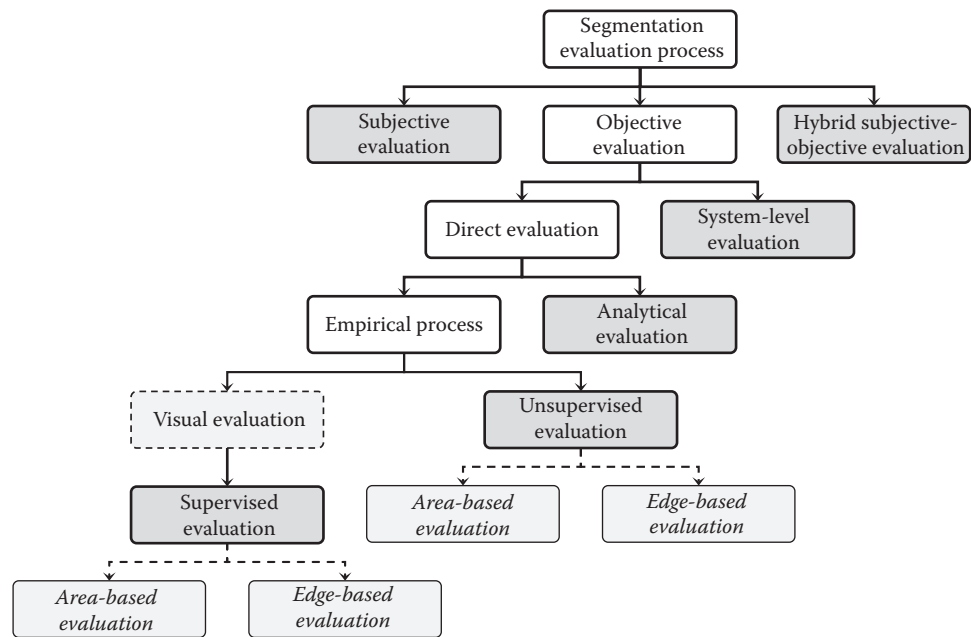 Segmentation
evaluation process
Subjective
evaluation
Objective
evaluation
Hybrid subjective-
objective evaluation
Direct evaluation
System-level
evaluation
Empirical process
Analytical
evaluation
Visual evaluation
Unsupervised
evaluation
Supervised
evaluation
Area-based
evaluation
Edge-based
evaluation
Area-based
evaluation
Edge-based
evaluation